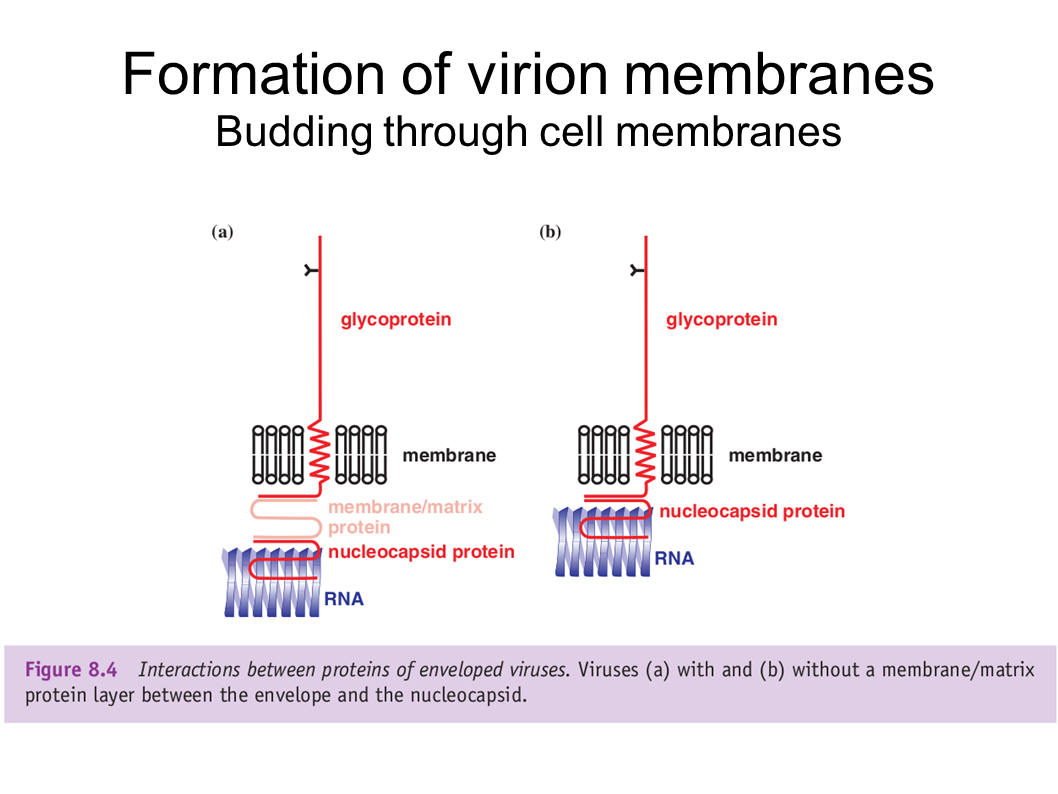 Formation of virion membranes
Budding through cell membranes
(a)
glycoprotein
membrane
membrane/matrix
protein
nucleocapsid protein
RNA
(b)
glycoprotein
membrane
nucleocapsid protein
RNA
Figure 8.4 Interactions between proteins of enveloped viruses. Viruses (a) with and (b) without a membrane/matrix
protein layer between the envelope and the nucleocapsid.